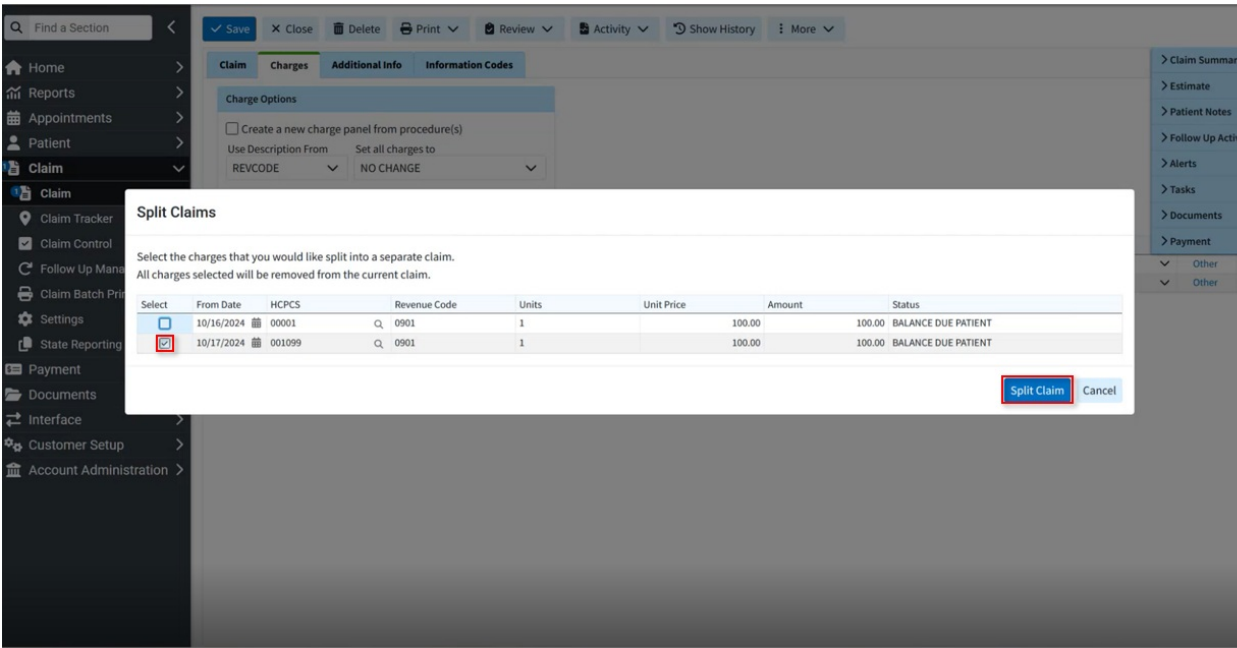 Find a Section
Save Close Delete Print Review Activity Show History More
Home
Reports
Appointments
Patient
Claim
Claim
Claim Tracker
Claim Control
Follow Up Mana
Claim Batch Prin
Settings
State Reporting
Payment
Documents
Interface
Customer Setup
Account Administration
Claim Charges Additional Info Information Codes
Charge Options
Create a new charge panel from procedure(s)
Use Description From Set all charges to
REVCODE NO CHANGE
Claim Summar
Estimate
Patient Notes
Follow Up Activ
Alerts
Tasks
Documents
Payment
Other
Other
Split Claims
Select the charges that you would like split into a separate claim.
All charges selected will be removed from the current claim.
Select From Date HCPCS Revenue Code Units Unit Price Amount Status
10/16/2024 00001 0901 1 100.00 100.00 BALANCE DUE PATIENT
10/17/2024 001099 0901 1 100.00 100.00 BALANCE DUE PATIENT
Split Claim Cancel